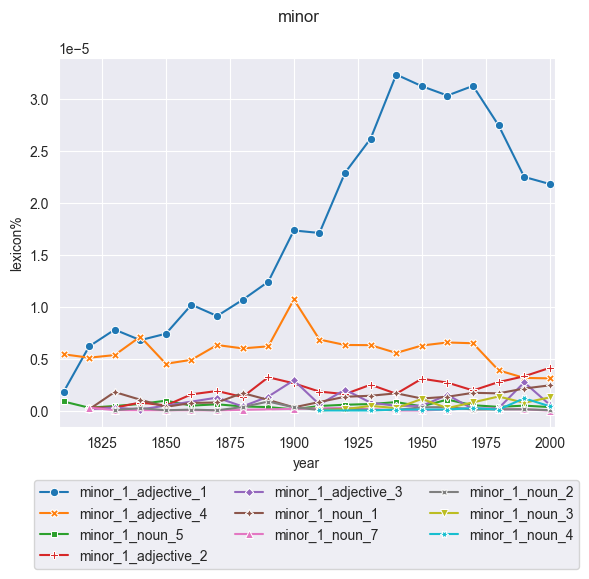 minor
1e−5
3.0
2.5
2.0
1.5
1.0
0.5
0.0
lexicon%
1825 1850 1875 1900 1925 1950 1975 2000
year
minor_1_adjective_1 minor_1_adjective_3 minor_1_noun_2
minor_1_adjective_4 minor_1_noun_1 minor_1_noun_3
minor_1_noun_5 minor_1_noun_7 minor_1_noun_4
minor_1_adjective_2